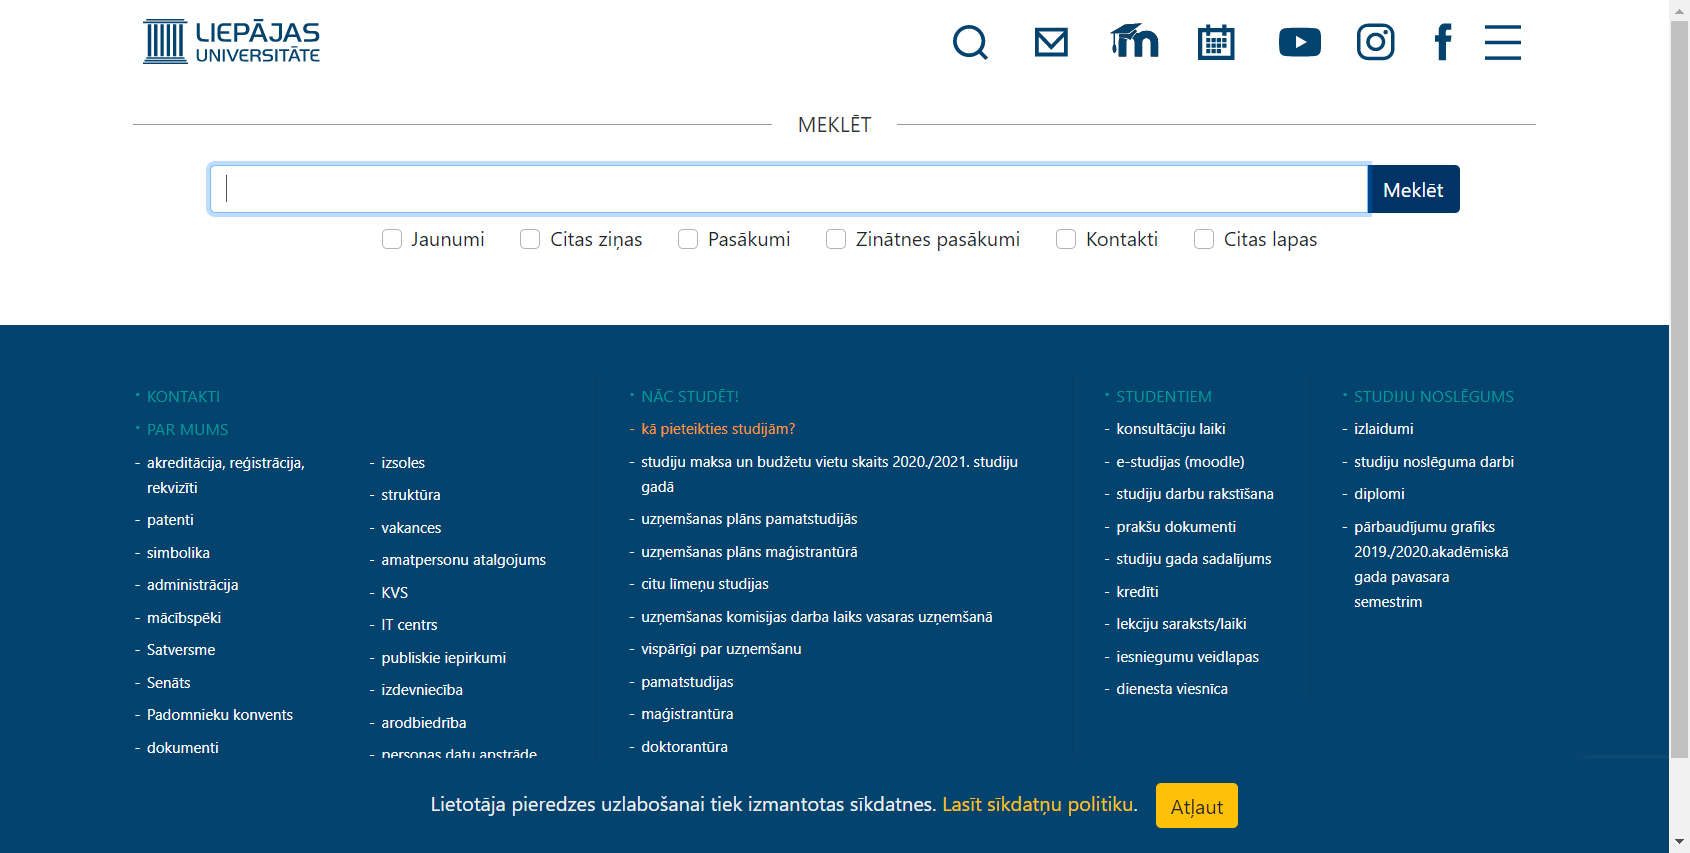 LIEPĀJAS
UNIVERSITĀTE
MEKLĒT
Meklēt
Jaunumi
Citas ziņas
Pasākumi
Zinātnes pasākumi
Kontakti
Citas lapas
KONTAKTI
PAR MUMS
- akreditācija, reģistrācija,
rekvizīti
- patenti
- simbolika
- administrācija
- mācībspēki
- Satversme
- Senāts
- Padomnieku konvents
- dokumenti
- izsoles
- struktūra
- vakances
- amatpersonu atalgojums
- KVS
- IT centrs
- publiskie iepirkumi
- izdevniecība
- arodbiedrība
- personas datu apstrāde
NĀC STUDĒT!
- kā pieteikties studijām?
- studiju maksa un budžetu vietu skaits 2020./2021. studiju
gadā
- uzņemšanas plāns pamatstudijās
- uzņemšanas plāns maģistrantūrā
- citu līmeņu studijas
- uzņemšanas komisijas darba laiks vasaras uzņemšanā
- vispārīgi par uzņemšanu
- pamatstudijas
- maģistrantūra
- doktorantūra
STUDENTIEM
- konsultāciju laiki
- e-studijas (moodle)
- studiju darbu rakstīšana
- prakšu dokumenti
- studiju gada sadalījums
- kredīti
- lekciju saraksts/laiki
- iesniegumu veidlapas
- dienesta viesnīca
STUDIJU NOSLĒGUMS
- izlaidumi
- studiju noslēguma darbi
- diplomi
- pārbaudījumu grafiks
2019./2020.akadēmiskā
gada pavasara
semestrim
Lietotāja pieredzes uzlabošanai tiek izmantotas sīkdatnes. Lasīt sīkdatņu politiku.
Atļaut